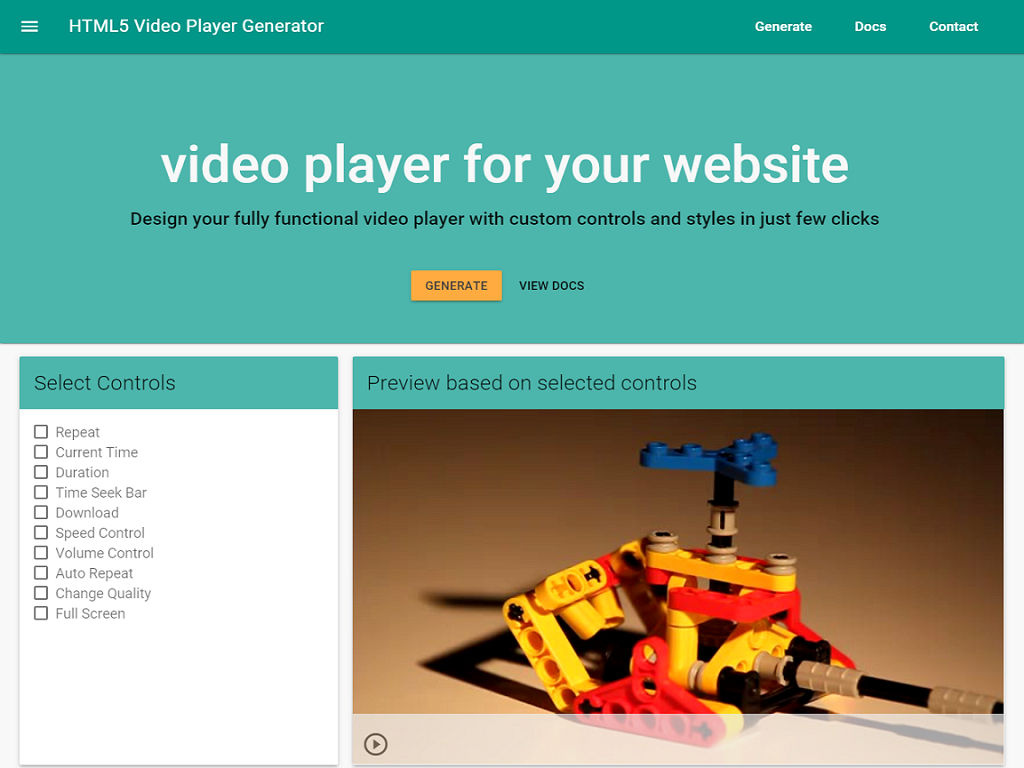 HTML5 Video Player Generator
Generate
Docs
Contact
video player for your website
Design your fully functional video player with custom controls and styles in just few clicks
GENERATE
VIEW DOCS
Select Controls
Repeat
Current Time
Duration
Time Seek Bar
Download
Speed Control
Volume Control
Auto Repeat
Change Quality
Full Screen
Preview based on selected controls